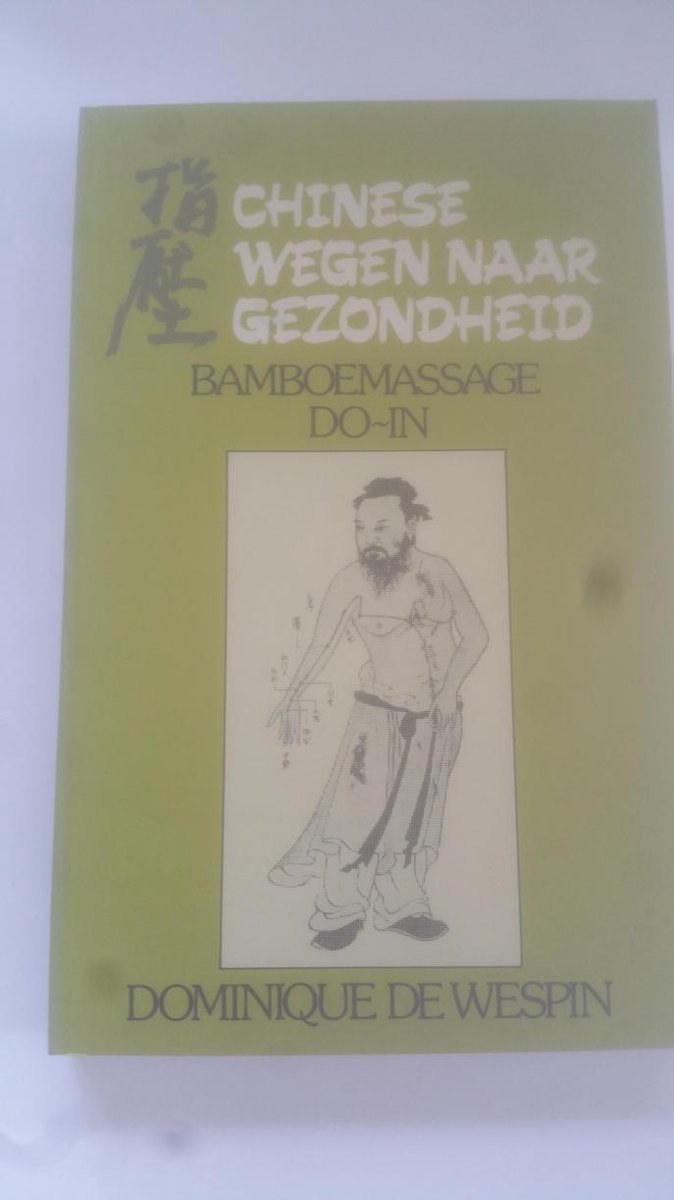 指壓
CHINESE
WEGEN NAAR
GEZONDHEID
BAMBOEMASSAGE
DO~IN
DOMINIQUE DE WESPIN